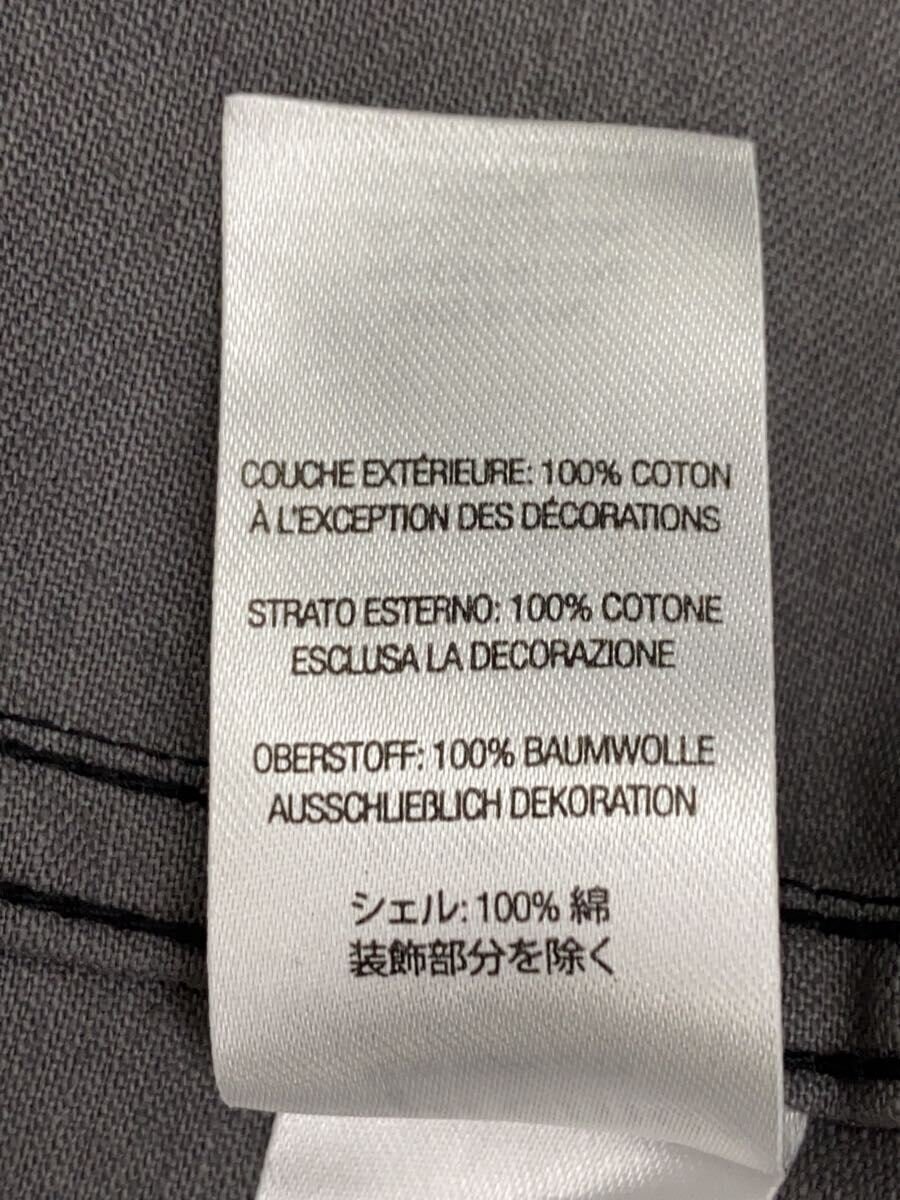 COUCHE EXTÉRIEURE: 100% COTON
À L'EXCEPTION DES DÉCORATIONS
STRATO ESTERNO: 100% COTONE
ESCLUSA LA DECORAZIONE
OBERSTOFF: 100% BAUMWOLLE
AUSSCHLIEßLICH DEKORATION
シェル: 100% 綿
装飾部分を除く